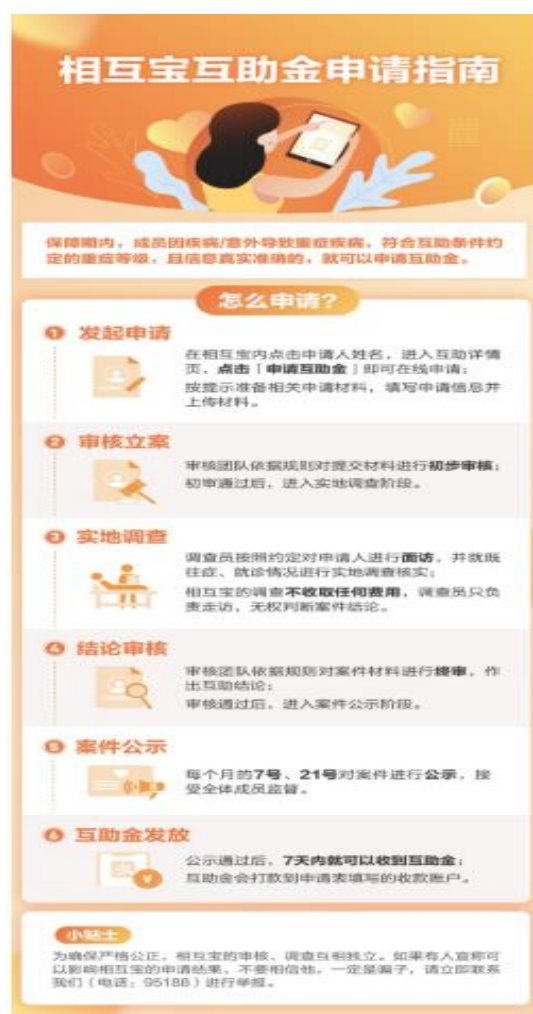 相互宝互助金申请指南
保障期内，成员因疾病/意外导致重症疾病，符合互助条件约
定的重症等级，且信息真实准确的，就可以申请互助金。
怎么申请？
1 发起申请
在相互宝内点击申请人姓名，进入互助详情
页，点击「申请互助金」即可在线申请；
按提示准备相关申请材料，填写申请信息并
上传材料。
2 审核立案
审核团队依据规则对提交材料进行初步审核；
初审通过后，进入实地调查阶段。
3 实地调查
调查员按照约定对申请人进行面访，并就既
往症、就诊情况进行实地调查核实；
相互宝的调查不收取任何费用，调查员只负
责走访，无权判断案件结论。
4 结论审核
审核团队依据规则对案件材料进行终审，作
出互助结论；
审核通过后，进入案件公示阶段。
5 案件公示
每个月的7号、21号对案件进行公示，接
受全体成员监督。
6 互助金发放
公示通过后，7天内就可以收到互助金；
互助金会打款到申请表填写的收款账户。
小贴士
为确保严格公正，相互宝的审核、调查互相独立。如果有人宣称可
以影响相互宝的申请结果，不要相信他，一定是骗子，请立即联系
我们（电话：95188）进行举报。